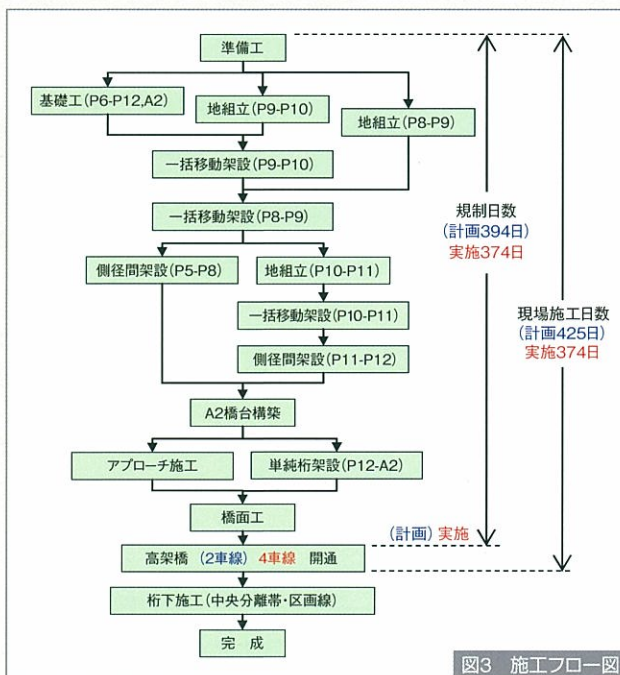 準備工
基礎工(P6-P12,A2)
地組立(P9-P10)
地組立(P8-P9)
一括移動架設(P9-P10)
一括移動架設(P8-P9)
規制日数
(計画394日)
実施374日
側径間架設(P5-P8)
地組立(P10-P11)
一括移動架設(P10-P11)
現場施工日数
(計画425日)
実施374日
側径間架設(P11-P12)
A2橋台構築
アプローチ施工
単純桁架設(P12-A2)
橋面工
(計画) 実施
高架橋 (2車線) 4車線 開通
桁下施工(中央分離帯・区画線)
完 成
図3 施工フロー図